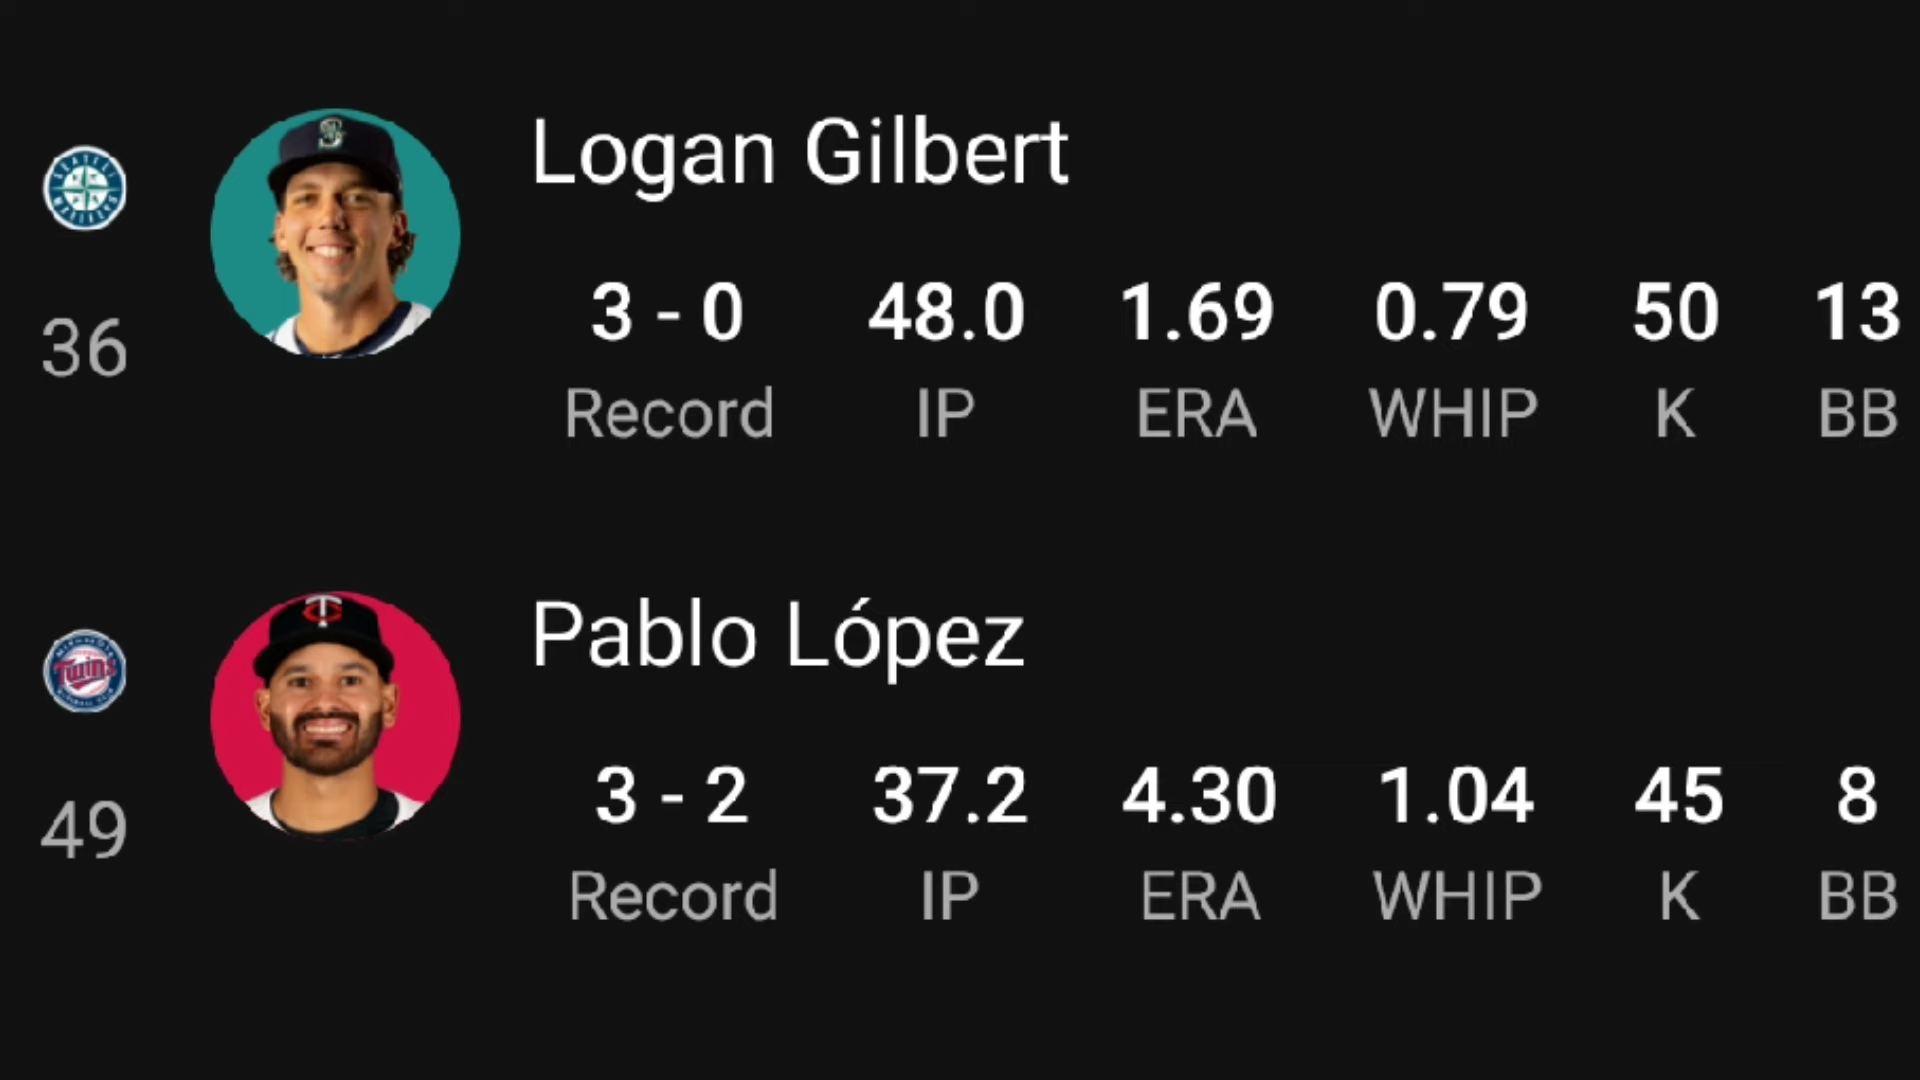 Logan Gilbert
36
3 - 0 48.0 1.69 0.79 50 13
Record IP ERA WHIP K BB
Twins
Pablo López
49
3 - 2 37.2 4.30 1.04 45 8
Record IP ERA WHIP K BB